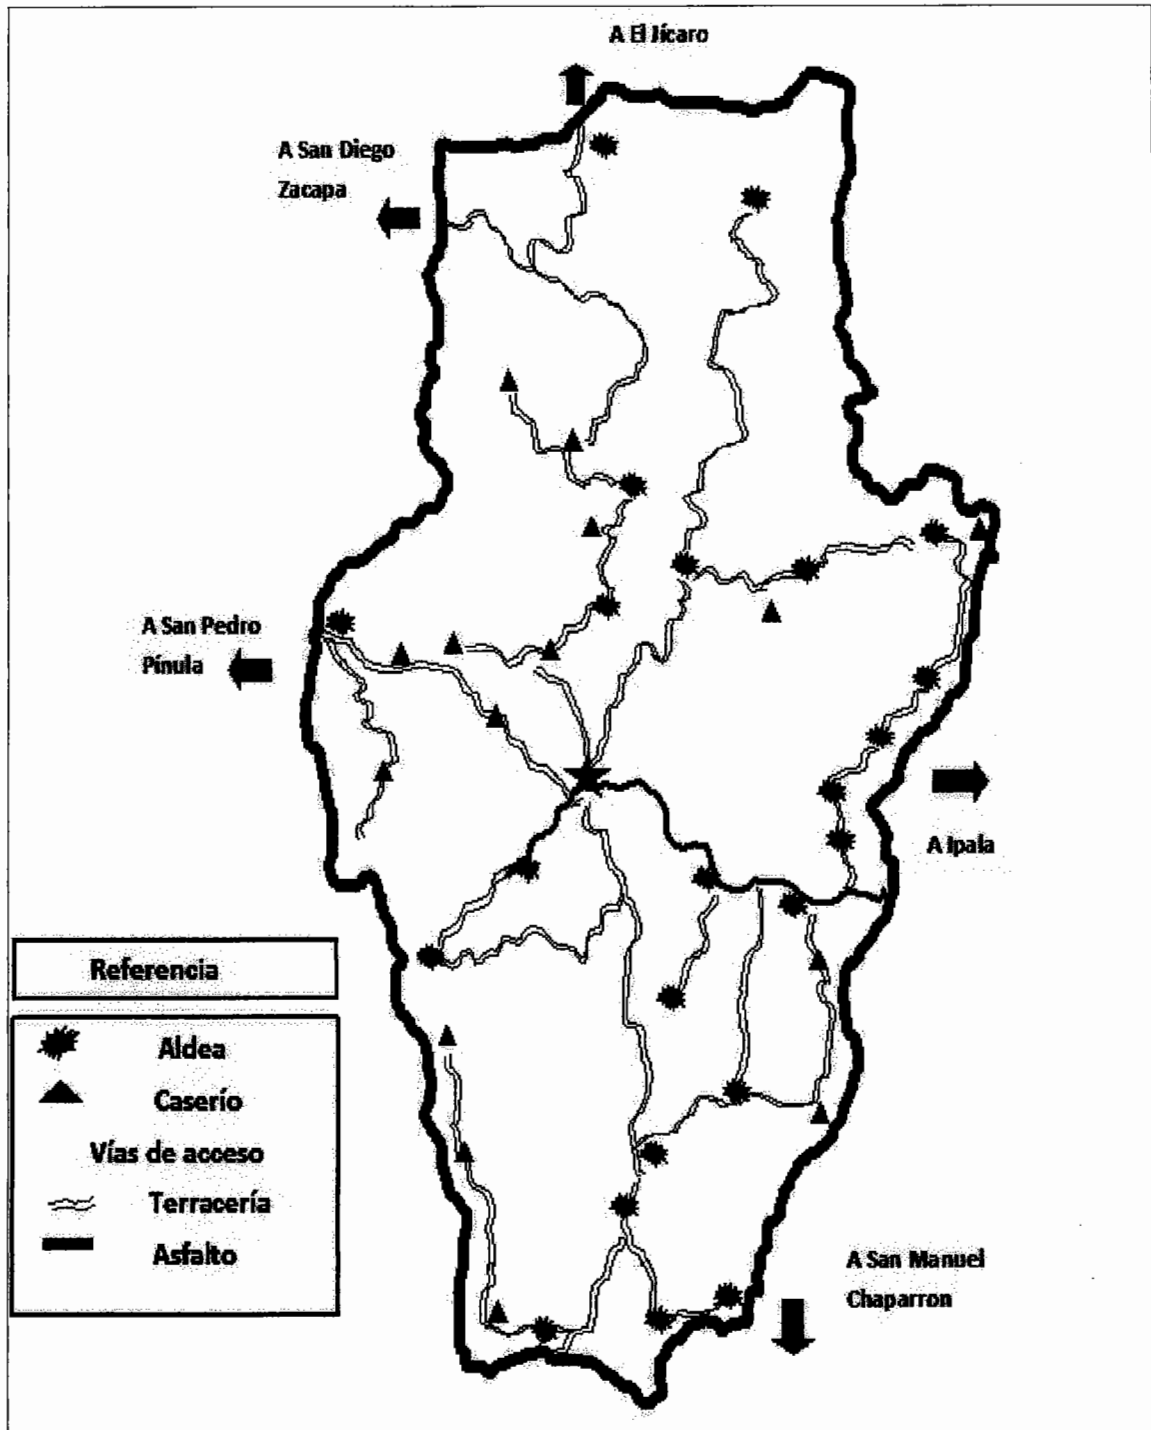 A El Jícaro
A San Diego
Zacapa
A San Pedro
Pinula
A Ipala
Referencia
Aldea
Caserío
Vías de acceso
Terracería
Asfalto
A San Manuel
Chaparron